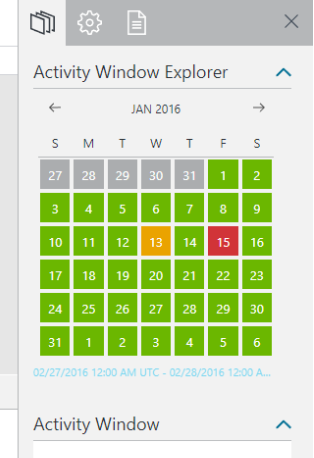 Activity Window Explorer
JAN 2016
S M T W T F S
27 28 29 30 31 1 2
3 4 5 6 7 8 9
10 11 12 13 14 15 16
17 18 19 20 21 22 23
24 25 26 27 28 29 30
31 1 2 3 4 5 6
02/27/2016 12:00 AM UTC - 02/28/2016 12:00 A...
Activity Window